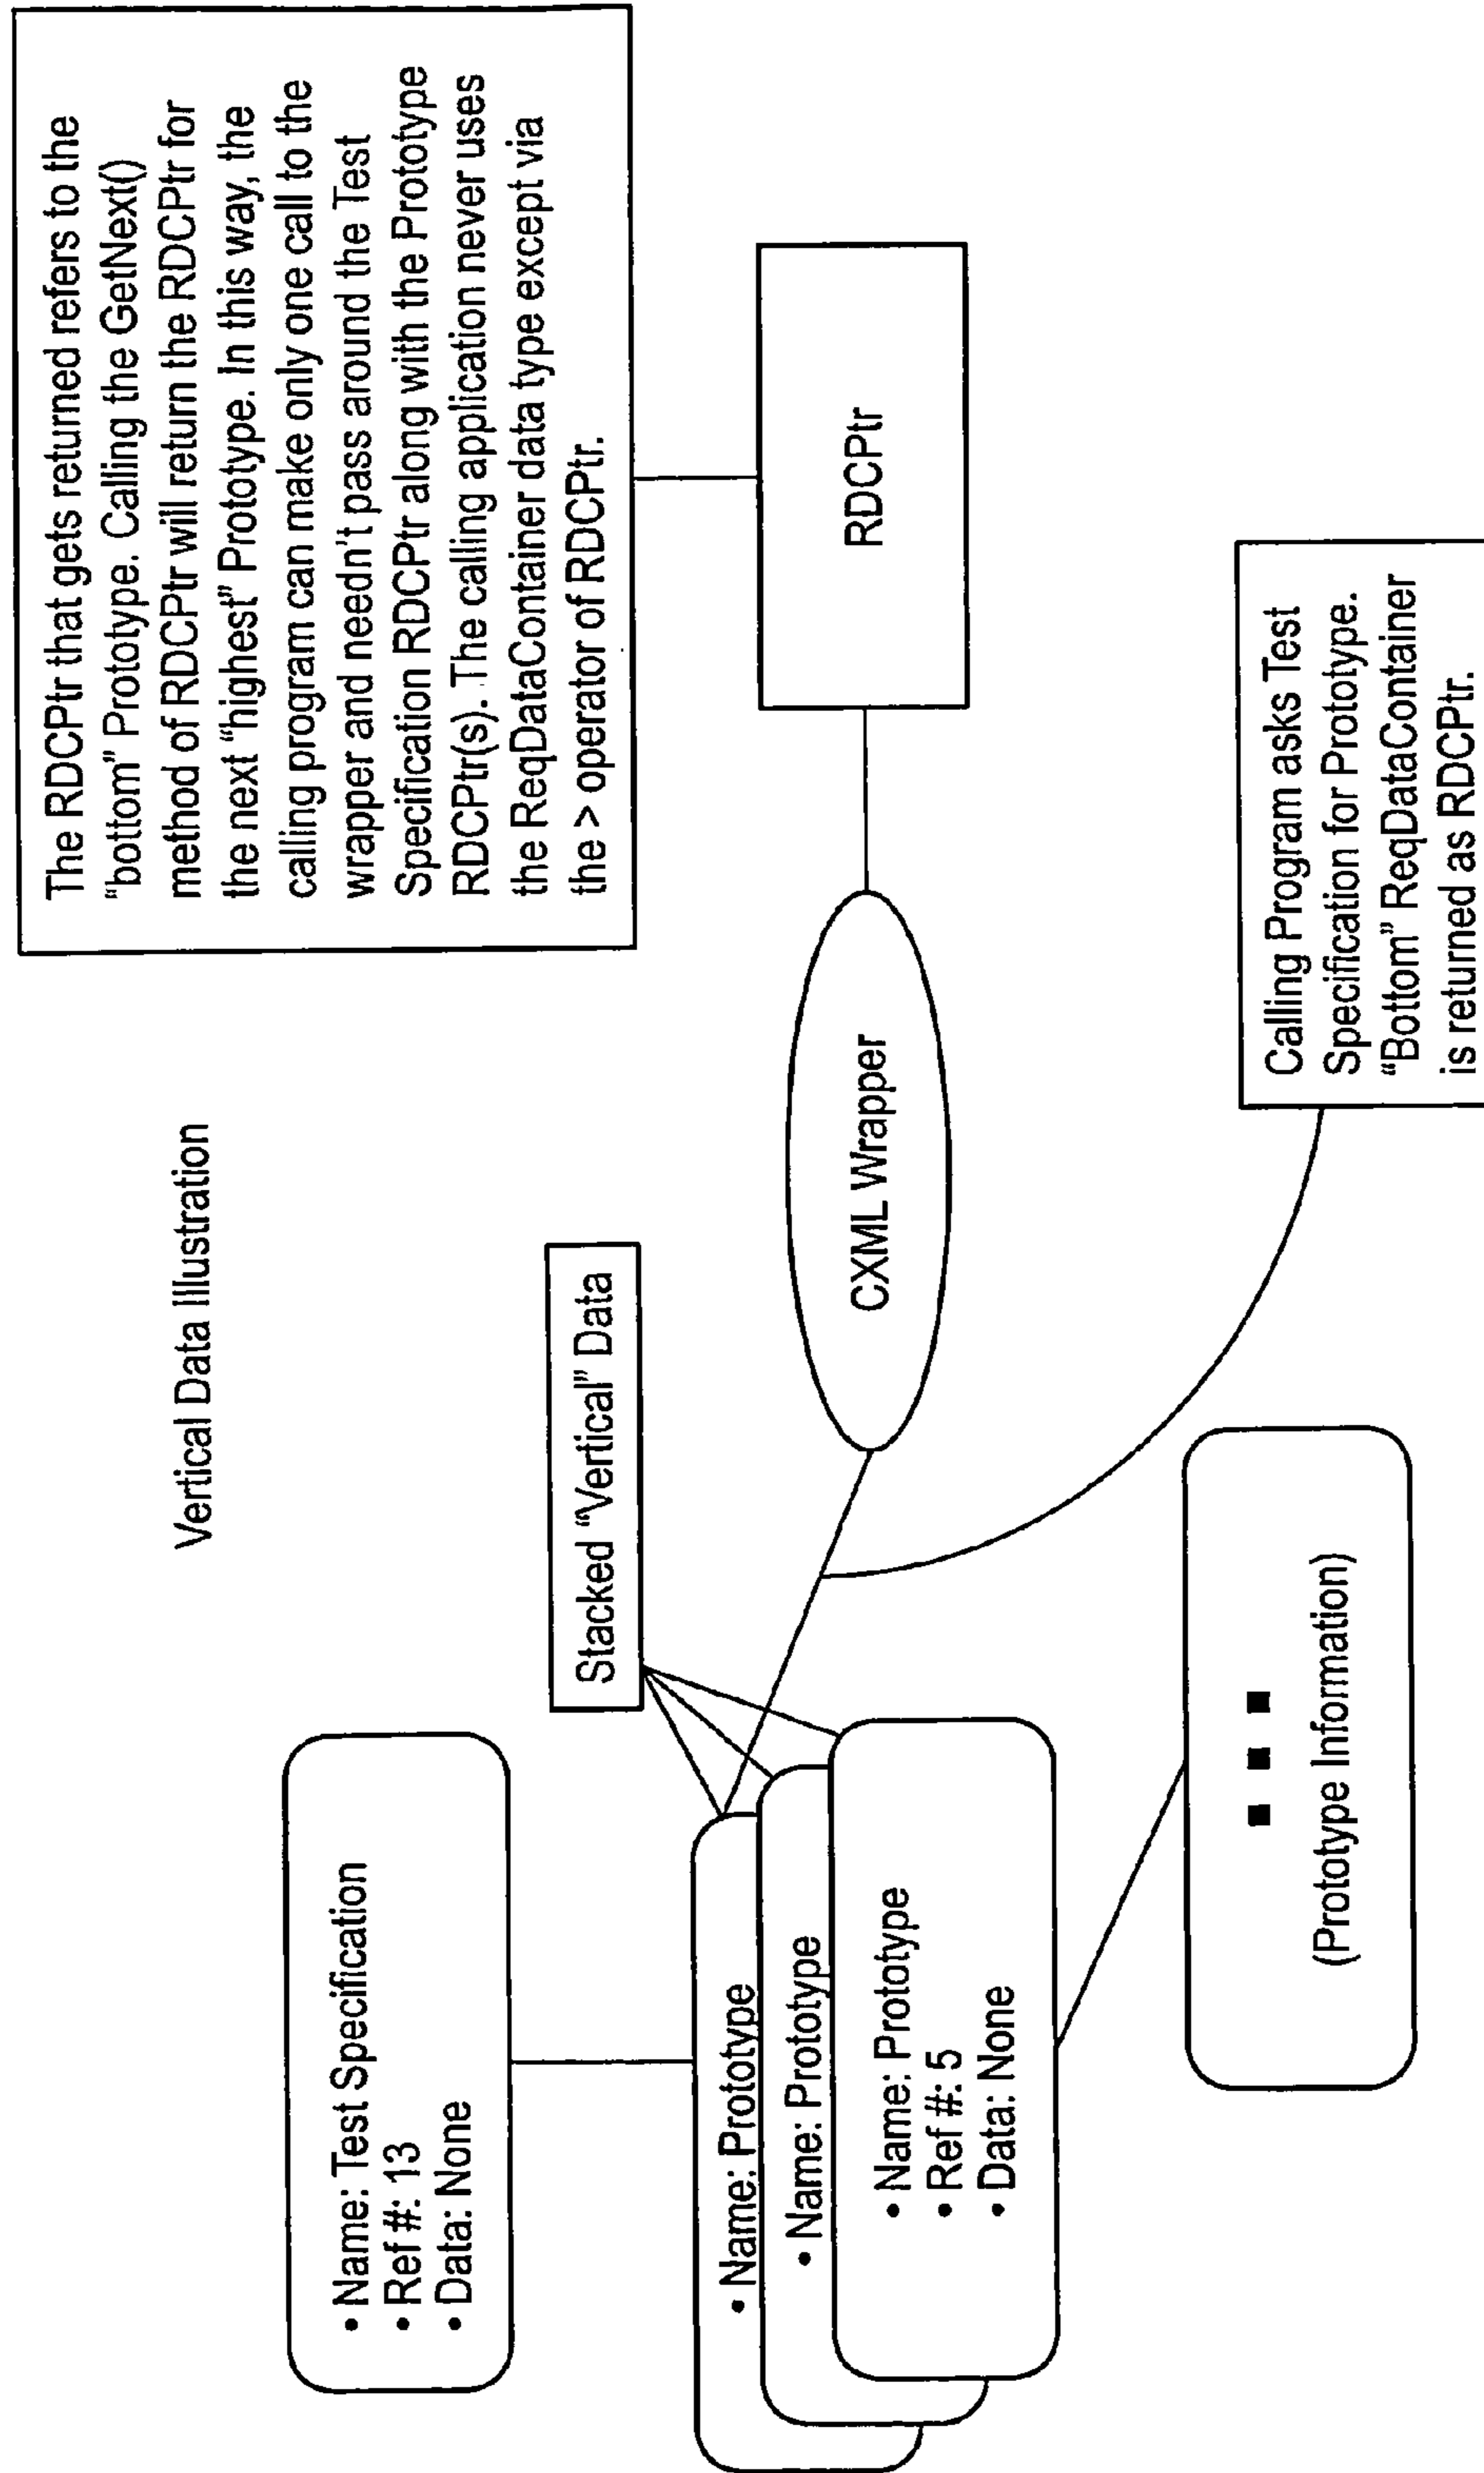 Vertical Data Illustration
• Name: Test Specification
• Ref #: 13
• Data: None
Stacked “Vertical” Data
• Name: Prototype
• Name: Prototype
• Name: Prototype
• Ref #: 5
• Data: None
(Prototype Information)
CXML Wrapper
The RDCPtr that gets returned refers to the
“bottom” Prototype. Calling the GetNext()
method of RDCPtr will return the RDCPtr for
the next “highest” Prototype. In this way, the
calling program can make only one call to the
wrapper and needn't pass around the Test
Specification RDCPtr along with the Prototype
RDCPtr(s). The calling application never uses
the ReqDataContainer data type except via
the > operator of RDCPtr.
RDCPtr
Calling Program asks Test
Specification for Prototype.
“Bottom” ReqDataContainer
is returned as RDCPtr.